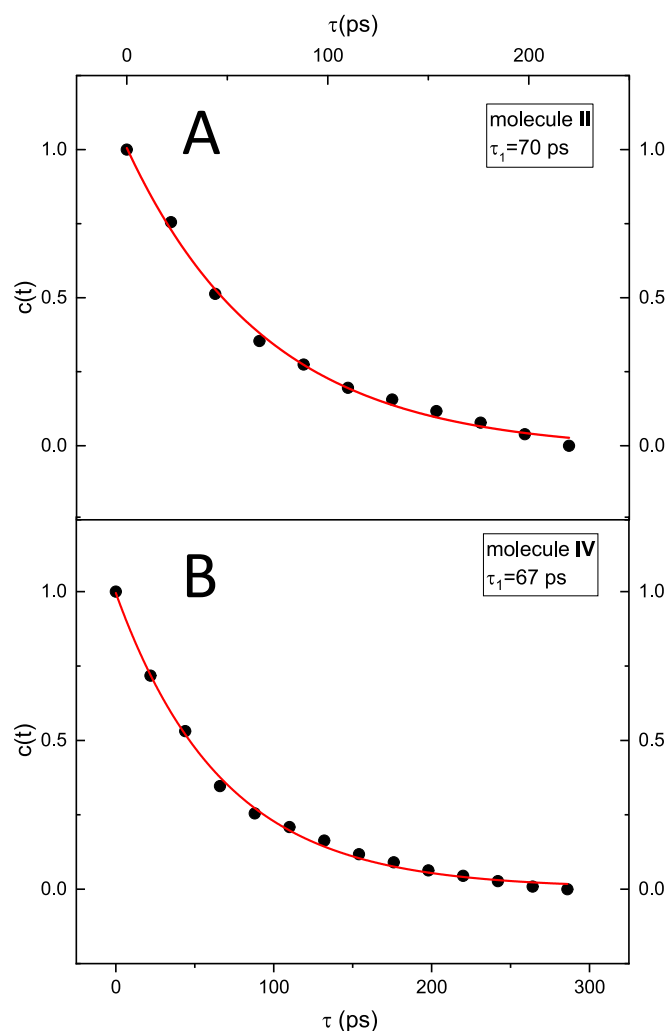 τ(ps)
0 100 200
A
molecule II
τ₁=70 ps
1.0 1.0
c(t)
0.5 0.5
0.0 0.0
B
molecule IV
τ₁=67 ps
1.0 1.0
c(t)
0.5 0.5
0.0 0.0
0 100 200 300
τ (ps)